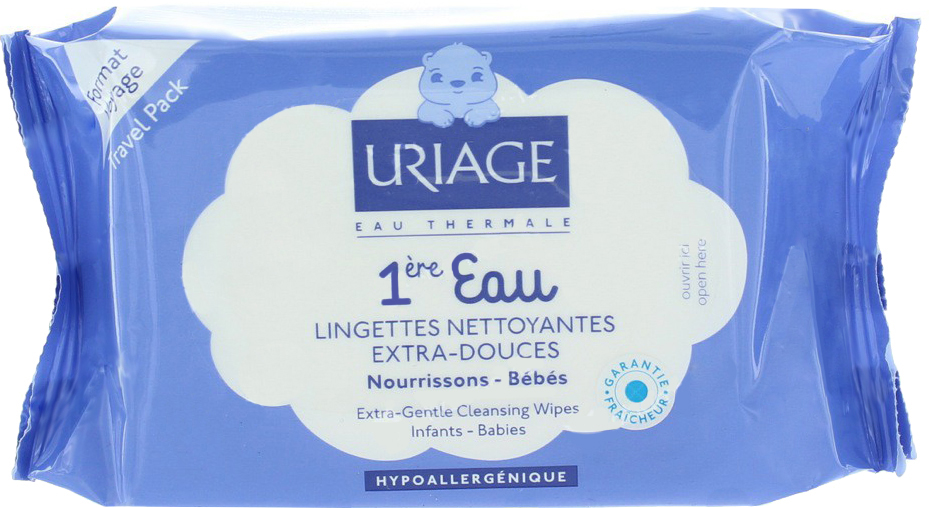 Format
Voyage
Travel Pack
URIAGE
EAU THERMALE
1ère Eau
LINGETTES NETTOYANTES
EXTRA-DOUCES
Nourrissons - Bébés
Extra-Gentle Cleansing Wipes
Infants - Babies
ouvrir ici
open here
GARANTIE
FRAÎCHEUR
HYPOALLERGÉNIQUE